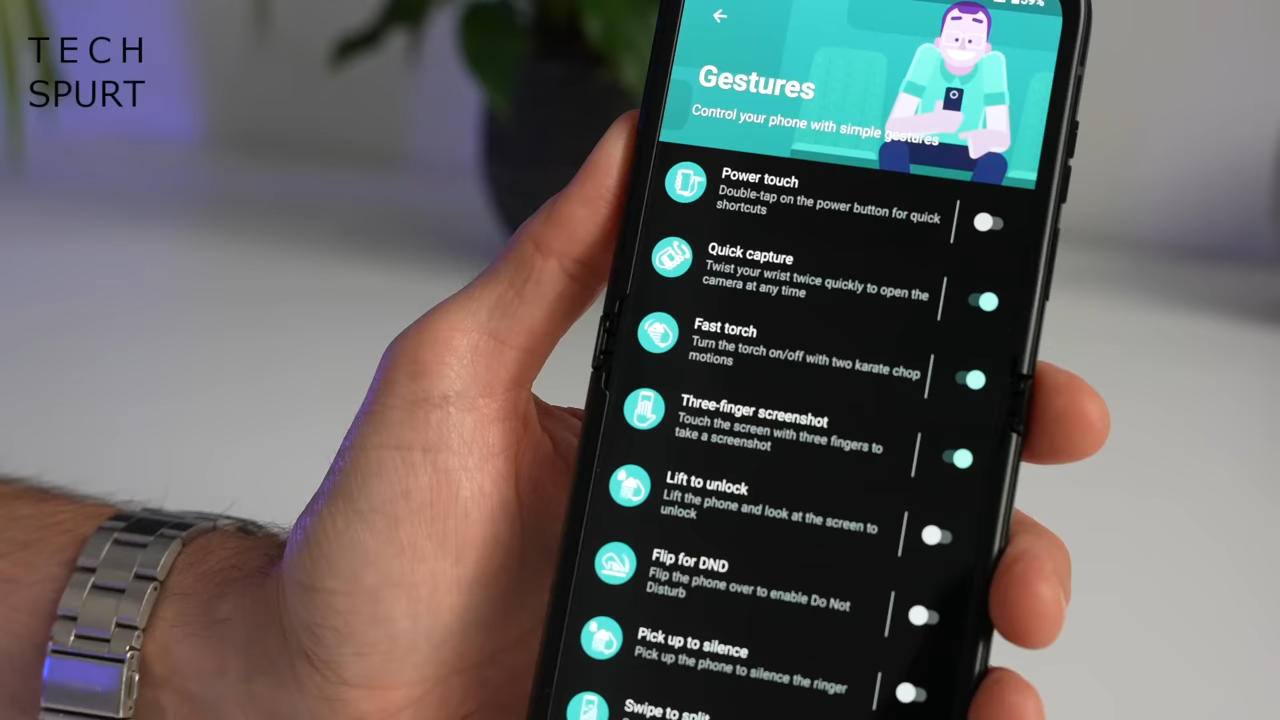 TECH
SPURT
59%
Gestures
Control your phone with simple gestures
Power touch
Double-tap on the power button for quick
shortcuts
Quick capture
Twist your wrist twice quickly to open the
camera at any time
Fast torch
Turn the torch on/off with two karate chop
motions
Three-finger screenshot
Touch the screen with three fingers to
take a screenshot
Lift to unlock
Lift the phone and look at the screen to
unlock
Flip for DND
Flip the phone over to enable Do Not
Disturb
Pick up to silence
Pick up the phone to silence the ringer
Swipe to split